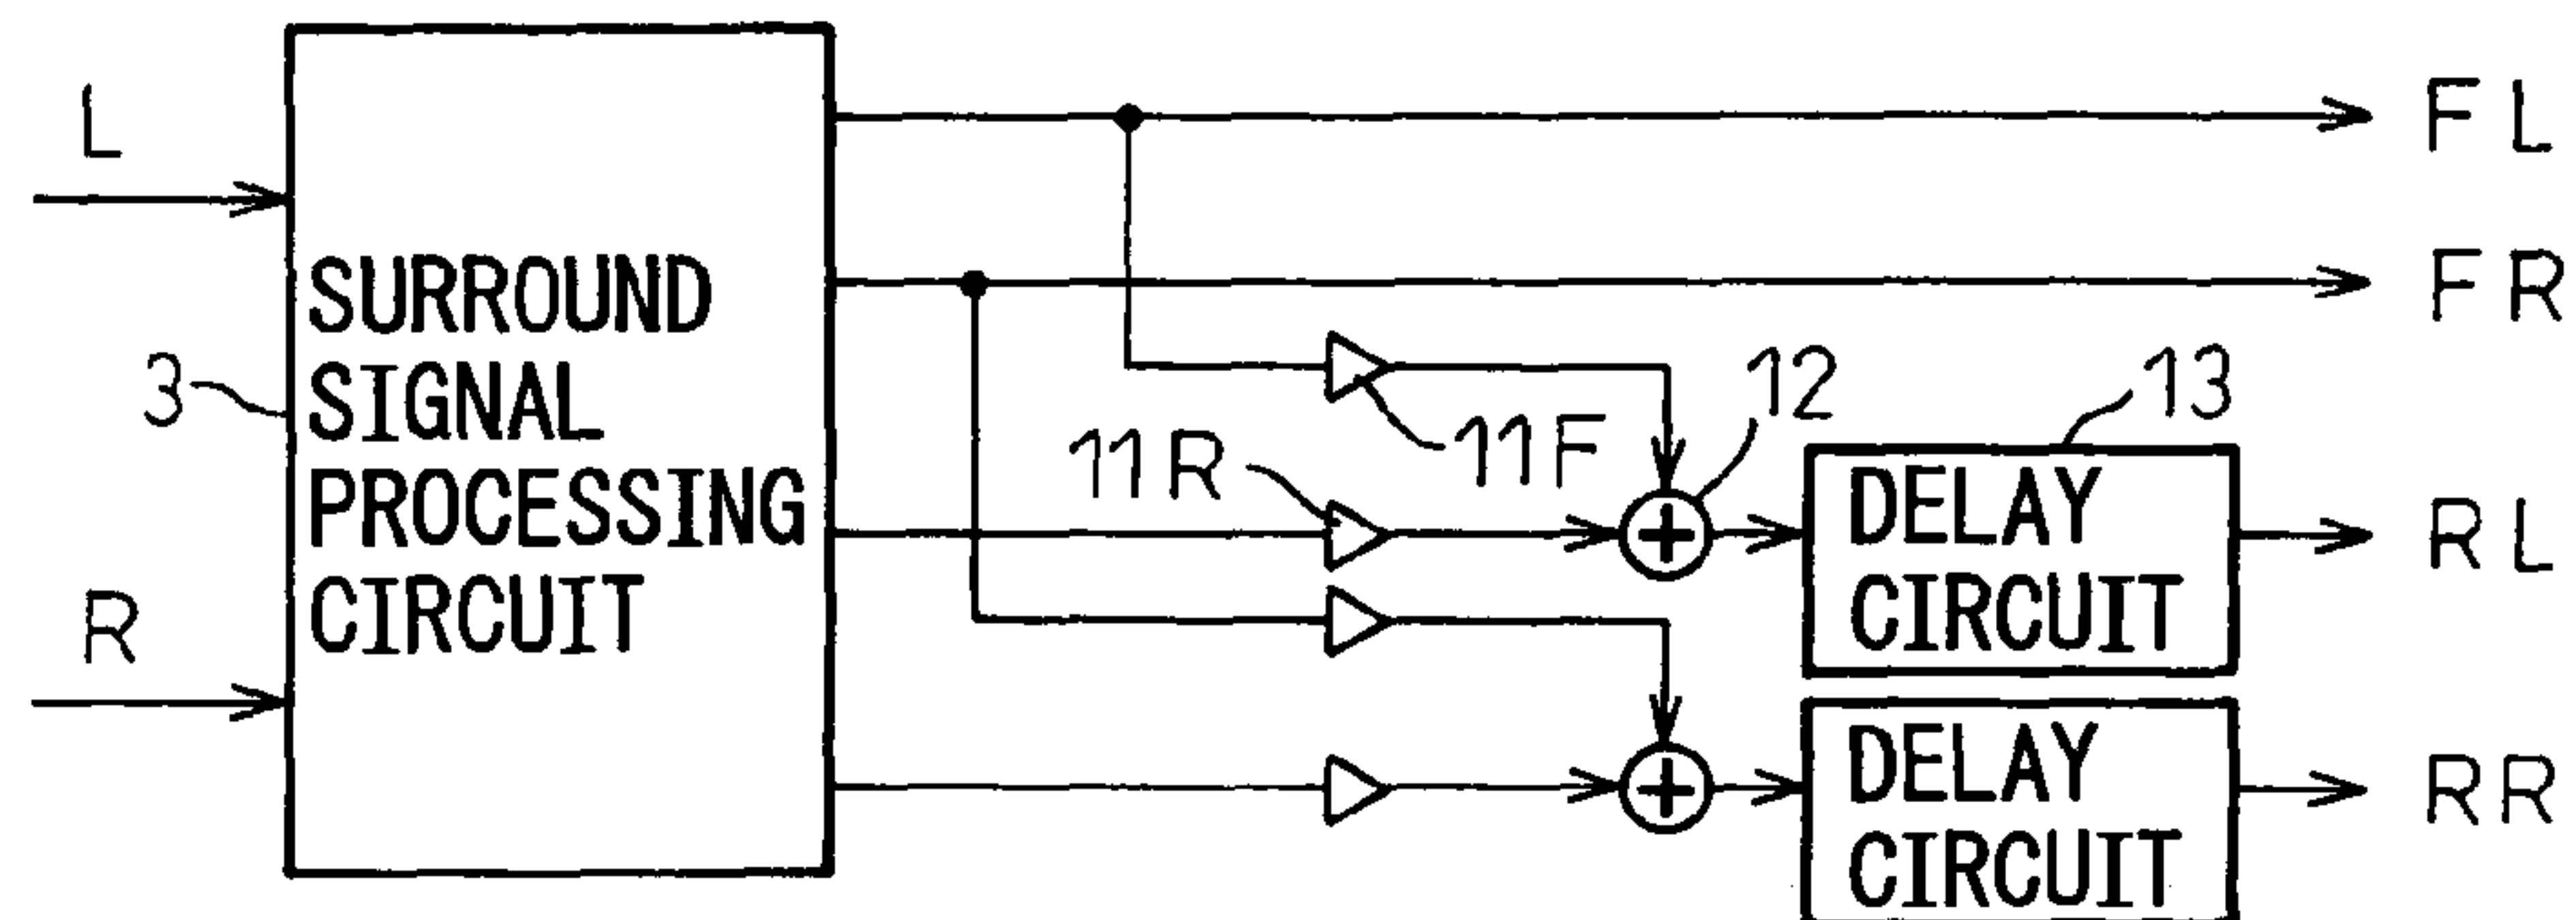 L
R
3
SURROUND
SIGNAL
PROCESSING
CIRCUIT
FL
FR
11F
11R
12
13
DELAY
CIRCUIT
RL
DELAY
CIRCUIT
RR